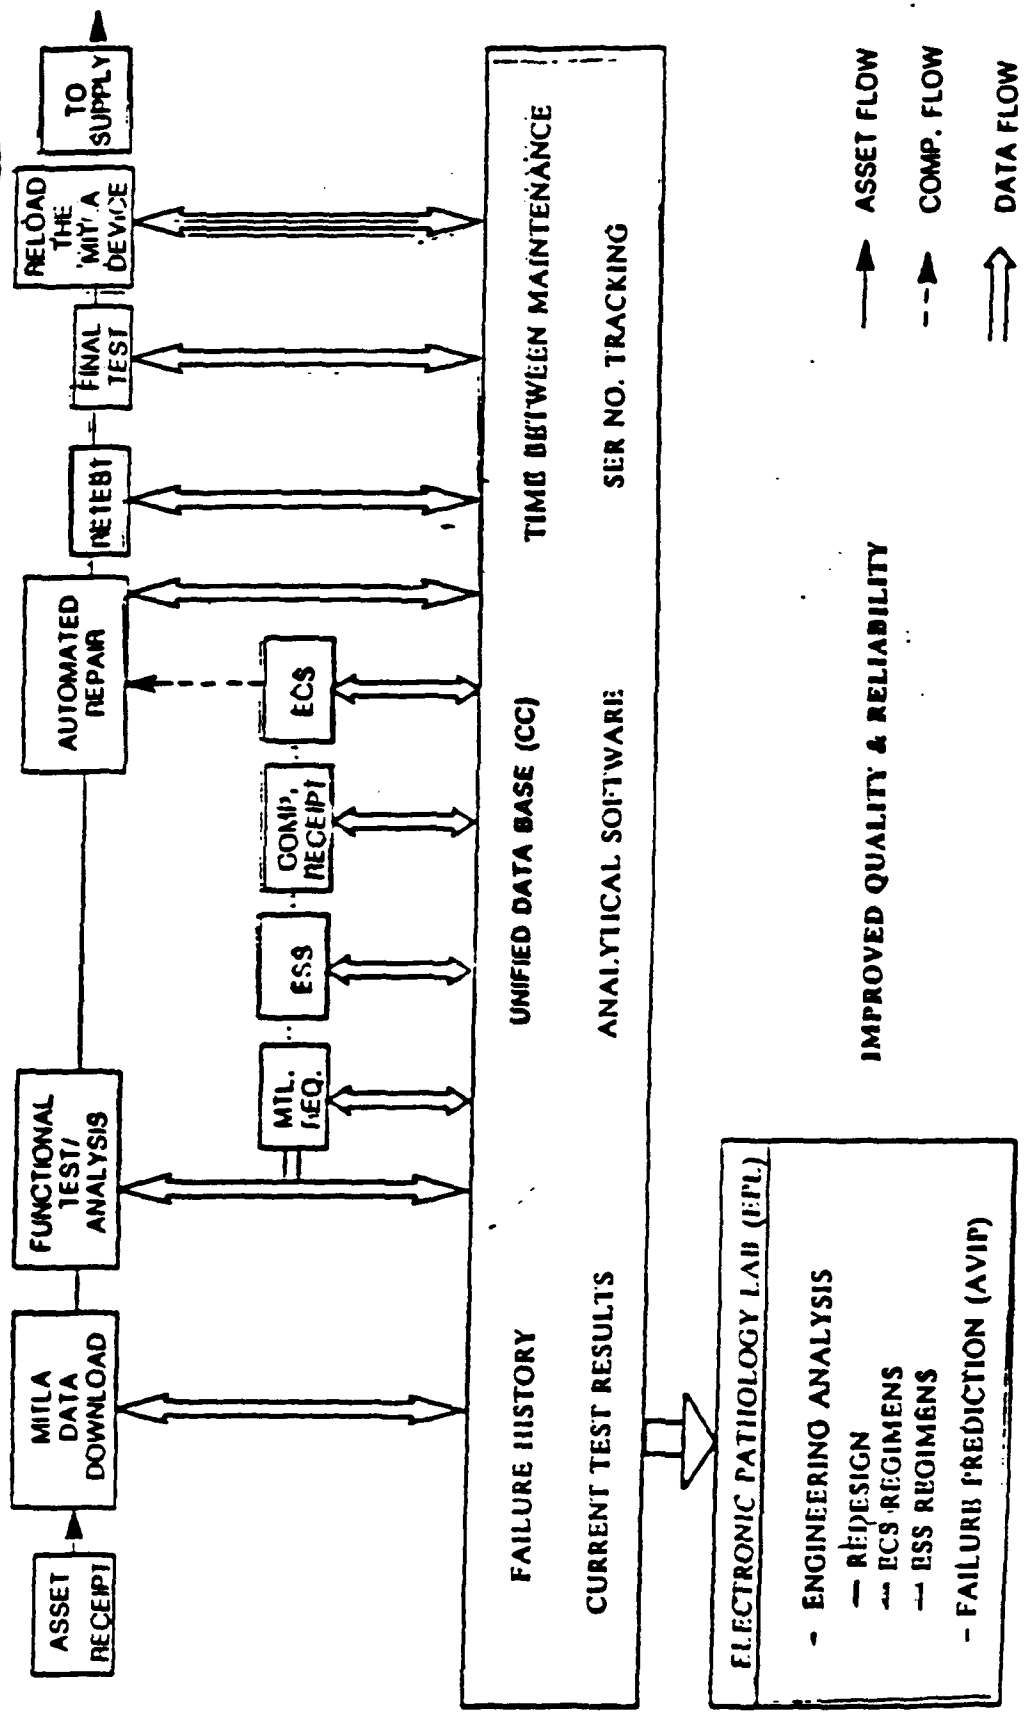 ASSET
RECEIPT
MITLA
DATA
DOWNLOAD
FUNCTIONAL
TEST/
ANALYSIS
AUTOMATED
REPAIR
RETEST
FINAL
TEST
RELOAD
THE
MITLA
DEVICE
TO
SUPPLY
MTL.
REQ.
ESS
COMP.
RECEIPT
ECS
FAILURE HISTORY
UNIFIED DATA BASE (CC)
TIME BETWEEN MAINTENANCE
CURRENT TEST RESULTS
ANALYTICAL SOFTWARE
SER NO. TRACKING
ELECTRONIC PATHOLOGY LAB (EPL)
- ENGINEERING ANALYSIS
— REDESIGN
— ECS REGIMENS
— ESS REGIMENS
- FAILURE PREDICTION (AVIP)
IMPROVED QUALITY & RELIABILITY
ASSET FLOW
COMP. FLOW
DATA FLOW